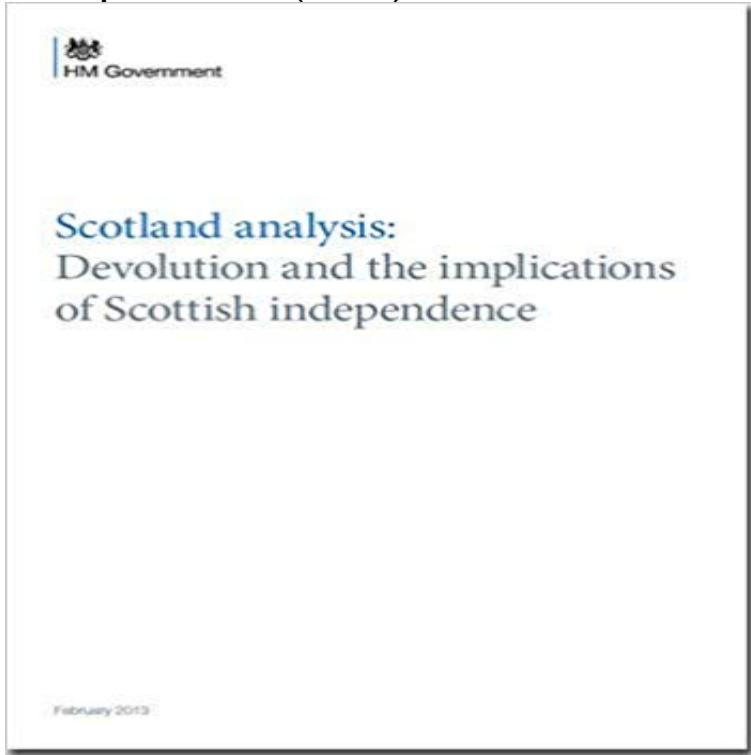 HM Government
Scotland analysis:
Devolution and the implications
of Scottish independence
February 2013